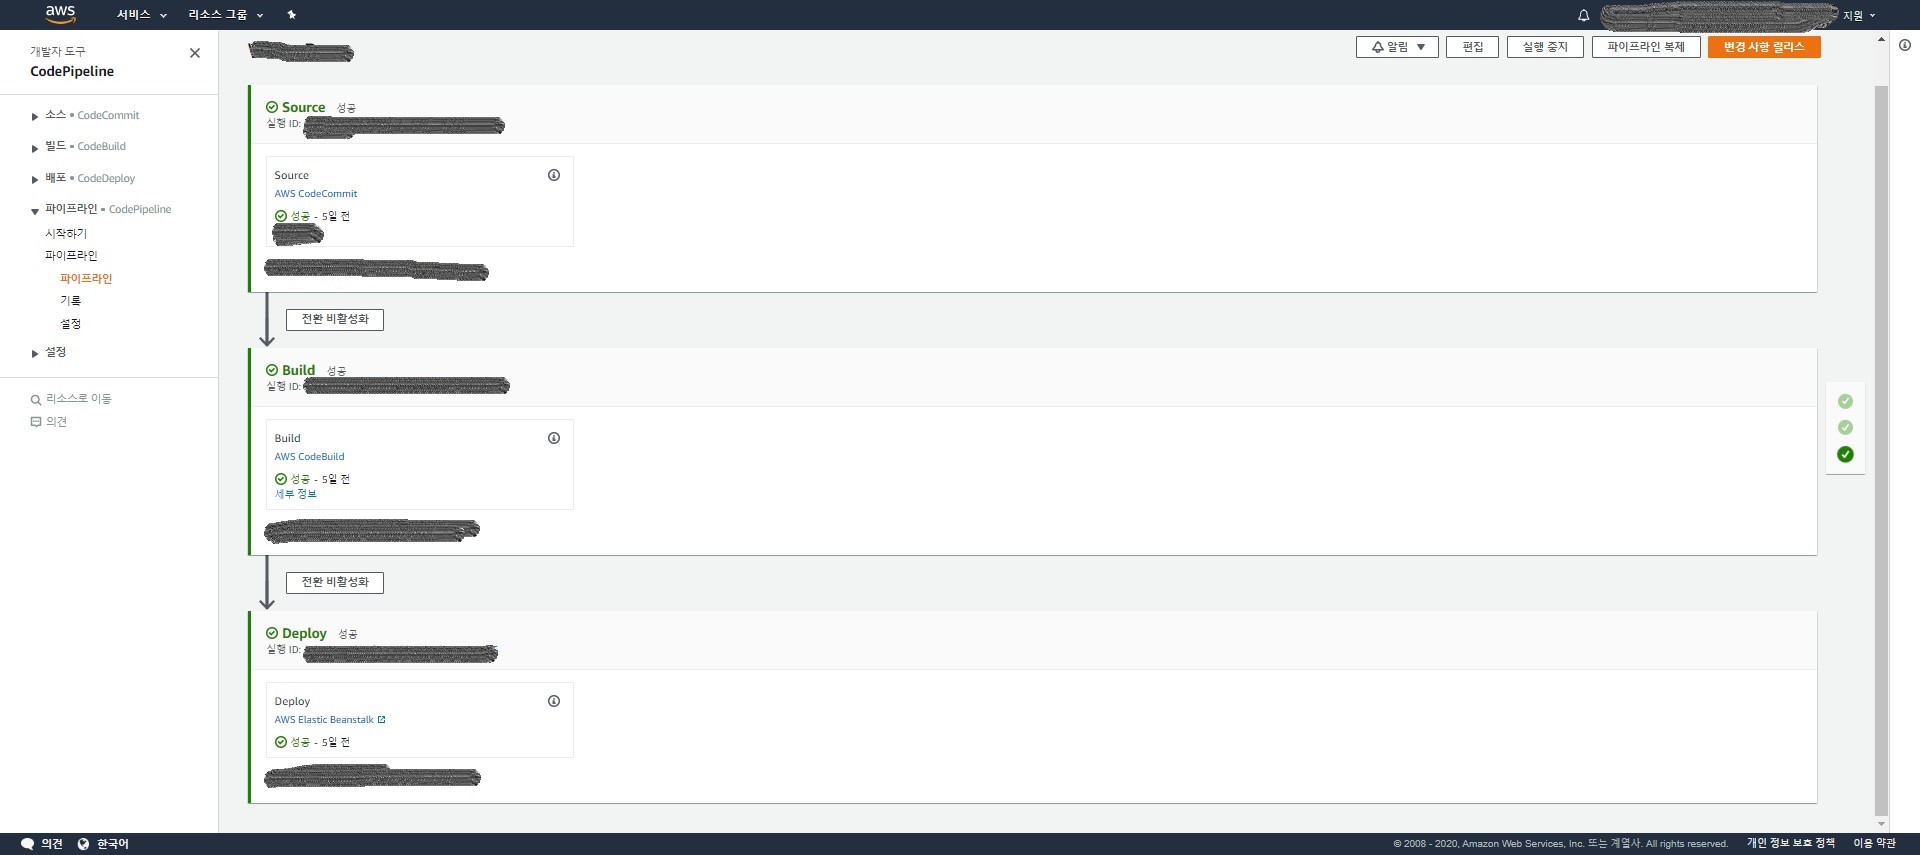 aws 서비스 리소스 그룹 지원
개발자 도구
CodePipeline
소스 • CodeCommit
빌드 • CodeBuild
배포 • CodeDeploy
파이프라인 • CodePipeline
시작하기
파이프라인
파이프라인
기록
설정
설정
리소스로 이동
의견
알림 편집 실행 중지 파이프라인 복제 변경 사항 릴리스
Source 성공
실행 ID:
Source
AWS CodeCommit
성공 - 5일 전
전환 비활성화
Build 성공
실행 ID:
Build
AWS CodeBuild
성공 - 5일 전
세부 정보
전환 비활성화
Deploy 성공
실행 ID:
Deploy
AWS Elastic Beanstalk
성공 - 5일 전
의견 한국어 © 2008 - 2020, Amazon Web Services, Inc. 또는 계열사. All rights reserved. 개인 정보 보호 정책 이용 약관